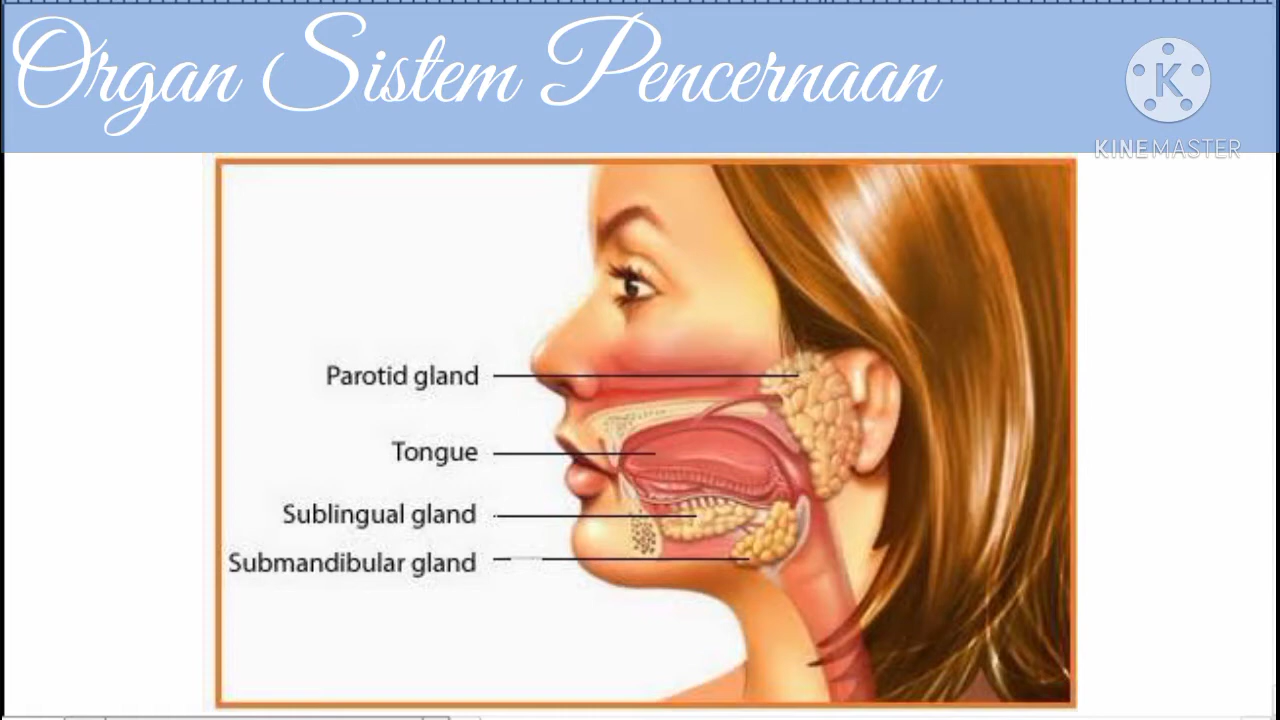 Organ Sistem Pencernaan
K
KINEMASTER
Parotid gland
Tongue
Sublingual gland
Submandibular gland